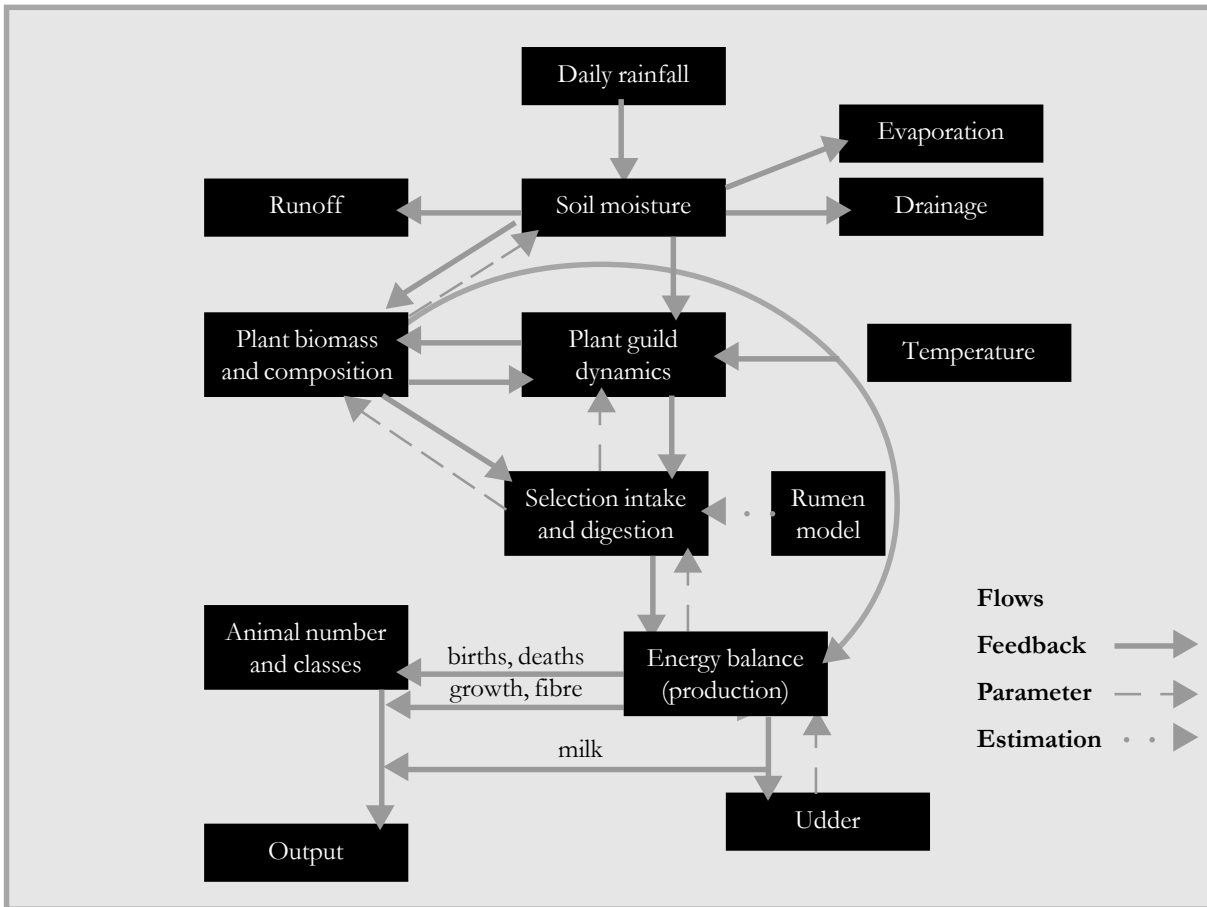 Daily rainfall
Evaporation
Runoff
Soil moisture
Drainage
Plant biomass
and composition
Plant guild
dynamics
Temperature
Selection intake
and digestion
Rumen
model
Flows
Animal number
and classes
births, deaths
growth, fibre
Energy balance
(production)
Feedback
Parameter
Estimation
milk
Udder
Output